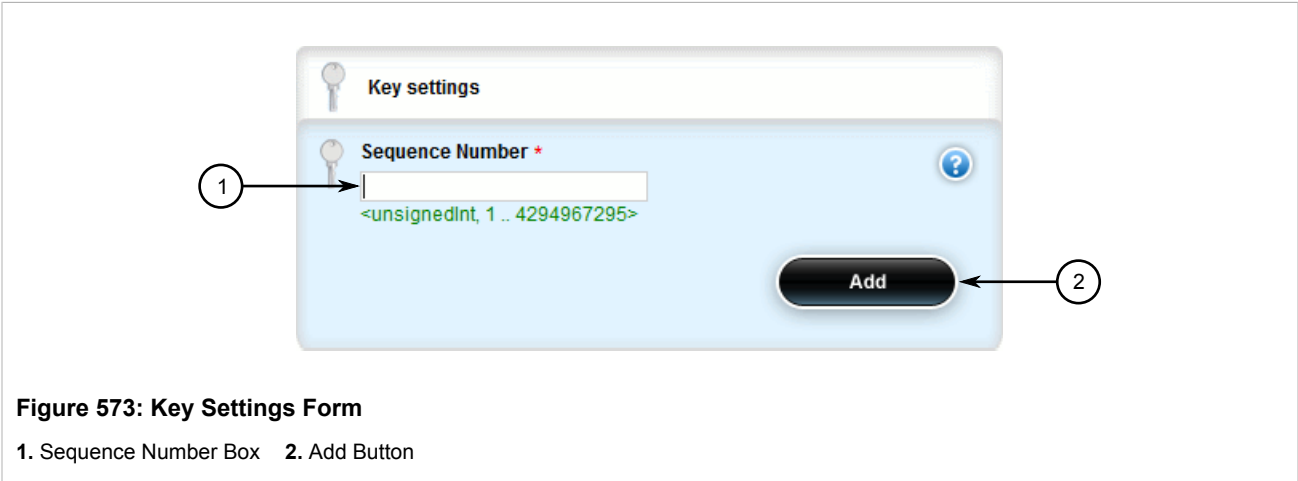 Key settings
Sequence Number *
1
<unsignedInt, 1 .. 4294967295>
?
Add
2
Figure 573: Key Settings Form
1. Sequence Number Box 2. Add Button